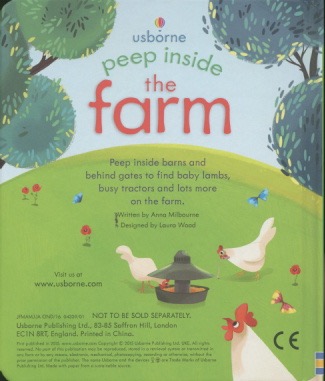 usborne
peep inside
the
farm
Peep inside barns and
behind gates to find baby lambs,
busy tractors and lots more
on the farm.
Written by Anna Milbourne
Designed by Laura Wood
Visit us at
www.usborne.com
NOT TO BE SOLD SEPARATELY.
Usborne Publishing Ltd., 83-85 Saffron Hill, London
EC1N 8RT, England. Printed in China.
CE